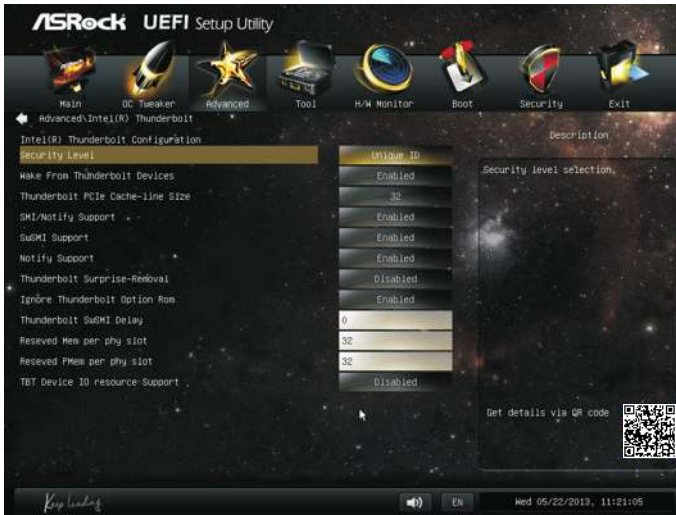 ASRock UEFI Setup Utility
Main OC Tweaker Advanced Tool H/W Monitor Boot Security Exit
Advanced\Intel(R) Thunderbolt
Description
Intel(R) Thunderbolt Configuration
Security Level Unique ID
Security level selection.
Wake From Thunderbolt Devices Enabled
Thunderbolt PCIe Cache-line Size 32
SMI/Notify Support Enabled
SwSMI Support Enabled
Notify Support Enabled
Thunderbolt Surprise-Removal Disabled
Ignore Thunderbolt Option Rom Enabled
Thunderbolt SwSMI Delay 0
Reseved Mem per phy slot 32
Reseved PMem per phy slot 32
TBT Device IO resource Support Disabled
Get details via QR code
Keep Leading
EN
Wed 05/22/2013, 11:21:05